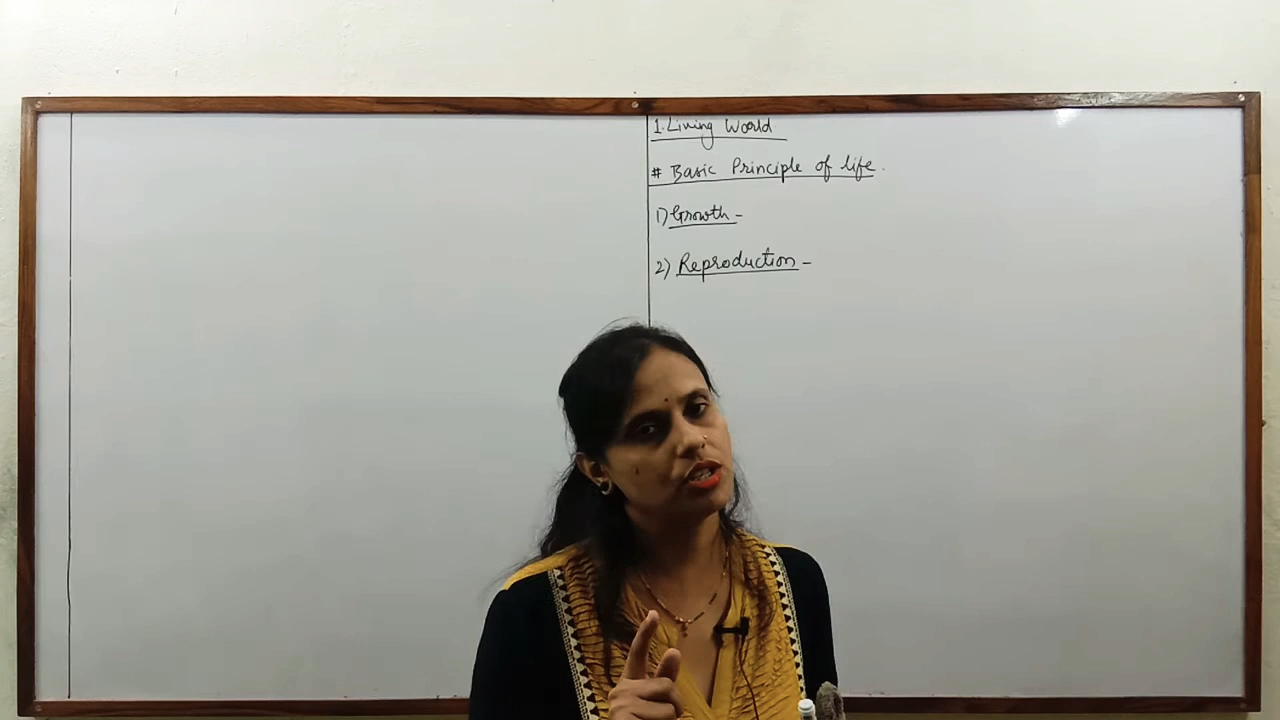 1. Living World
# Basic Principle of life.
1) Growth -
2) Reproduction -